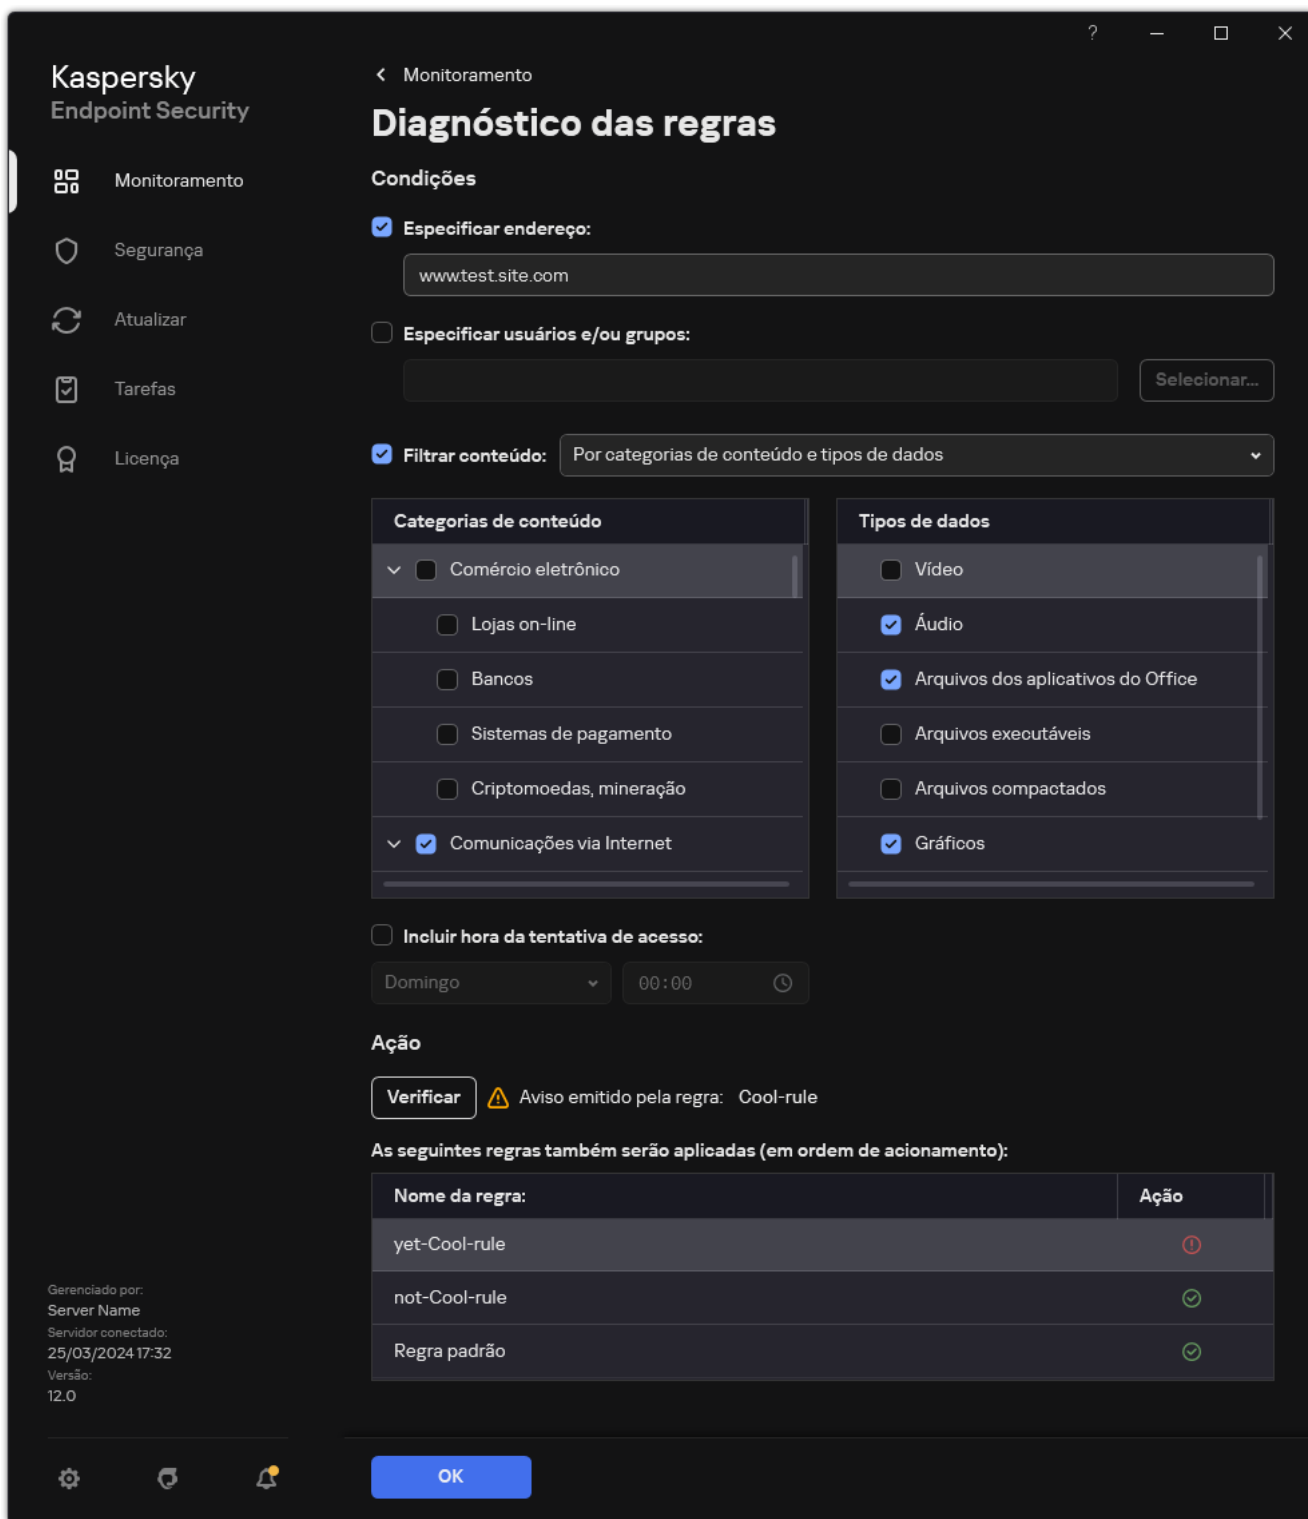 ?
Kaspersky
Endpoint Security
Monitoramento
Segurança
Atualizar
Tarefas
Licença
Gerenciado por:
Server Name
Servidor conectado:
25/03/2024 17:32
Versão:
12.0
Monitoramento
Diagnóstico das regras
Condições
Especificar endereço:
www.test.site.com
Especificar usuários e/ou grupos:
Selecionar...
Filtrar conteúdo: Por categorias de conteúdo e tipos de dados
Categorias de conteúdo
Comércio eletrônico
Lojas on-line
Bancos
Sistemas de pagamento
Criptomoedas, mineração
Comunicações via Internet
Tipos de dados
Vídeo
Áudio
Arquivos dos aplicativos do Office
Arquivos executáveis
Arquivos compactados
Gráficos
Incluir hora da tentativa de acesso:
Domingo 00:00
Ação
Verificar Aviso emitido pela regra: Cool-rule
As seguintes regras também serão aplicadas (em ordem de acionamento):
Nome da regra: Ação
yet-Cool-rule
not-Cool-rule
Regra padrão
OK